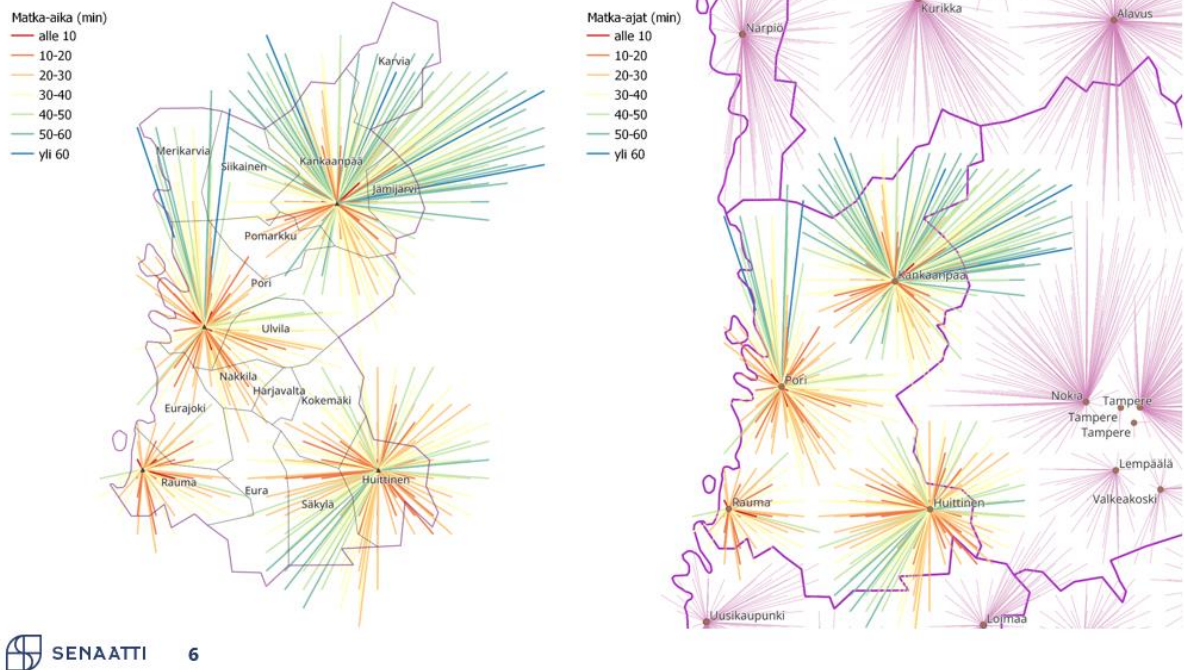 Matka-aika (min)
alle 10
10-20
20-30
30-40
40-50
50-60
yli 60
Karvia
Merikarvia
Siikainen
Kankaanpää
Jämijärvi
Pomarkku
Pori
Ulvila
Nakkila
Harjavalta
Kokemäki
Eurajoki
Rauma
Eura
Säkylä
Huittinen
Matka-ajat (min)
alle 10
10-20
20-30
30-40
40-50
50-60
yli 60
Närpiö
Kurikka
Alavus
Kankaanpää
Pori
Nokia
Tampere
Tampere
Tampere
Lempäälä
Valkeakoski
Rauma
Huittinen
Uusikaupunki
Loimaa
SENAATTI
6